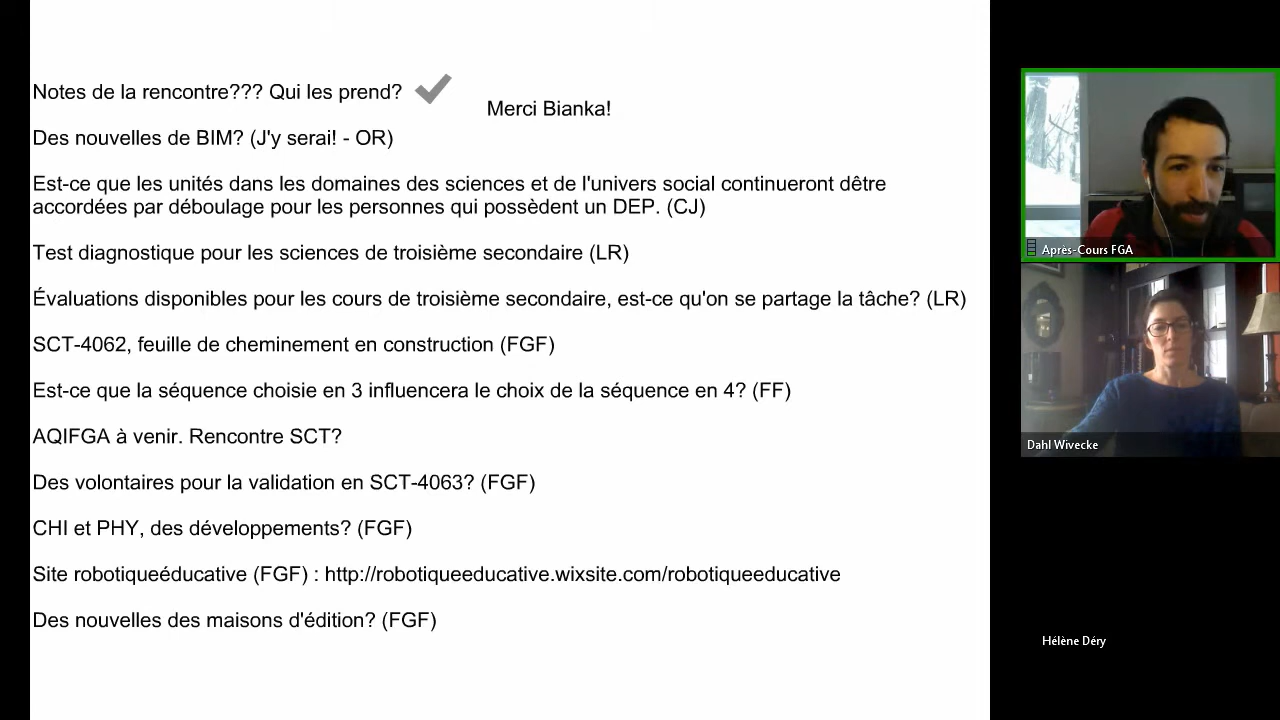 Notes de la rencontre??? Qui les prend?
Merci Bianka!
Des nouvelles de BIM? (J'y serai! - OR)
Est-ce que les unités dans les domaines des sciences et de l'univers social continueront dêtre
accordées par déboulage pour les personnes qui possèdent un DEP. (CJ)
Test diagnostique pour les sciences de troisième secondaire (LR)
Évaluations disponibles pour les cours de troisième secondaire, est-ce qu'on se partage la tâche? (LR)
SCT-4062, feuille de cheminement en construction (FGF)
Est-ce que la séquence choisie en 3 influencera le choix de la séquence en 4? (FF)
AQIFGA à venir. Rencontre SCT?
Des volontaires pour la validation en SCT-4063? (FGF)
CHI et PHY, des développements? (FGF)
Site robotiqueéducative (FGF) : http://robotiqueeducative.wixsite.com/robotiqueeducative
Des nouvelles des maisons d'édition? (FGF)
Après-Cours FGA
Dahl Wivecke
Hélène Déry